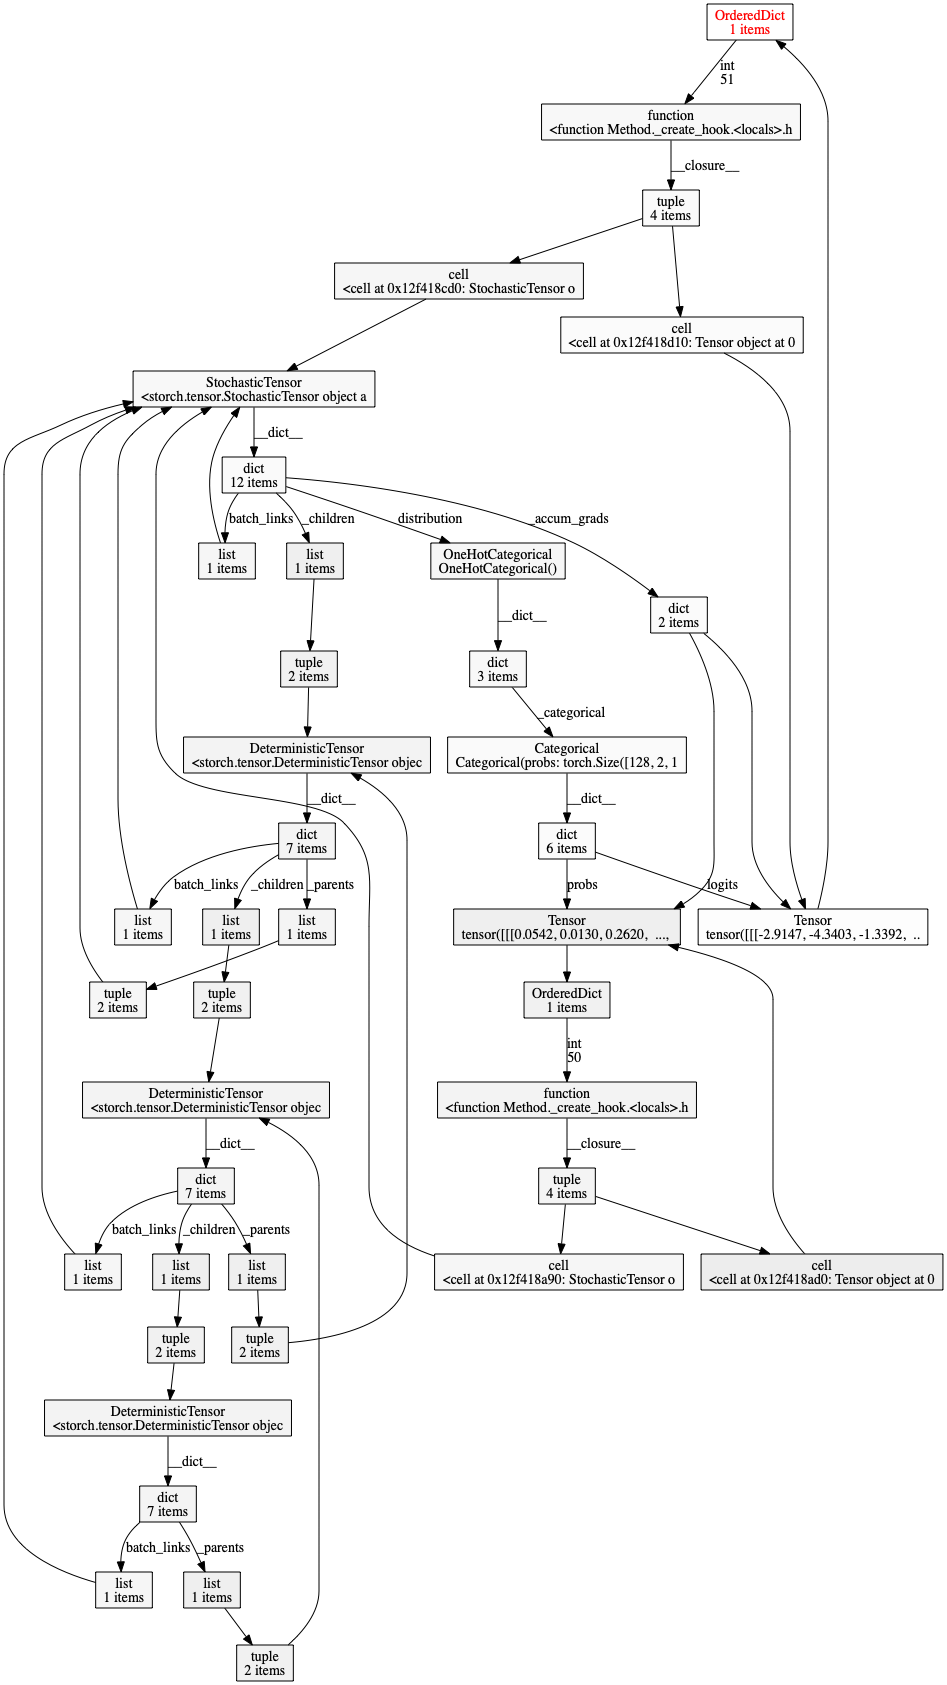 OrderedDict
1 items
int
51
function
<function Method._create_hook.<locals>.h
__closure__
tuple
4 items
cell
<cell at 0x12f418cd0: StochasticTensor o
cell
<cell at 0x12f418d10: Tensor object at 0
StochasticTensor
<storch.tensor.StochasticTensor object a
__dict__
dict
12 items
batch_links
_children
distribution
_accum_grads
list
1 items
list
1 items
OneHotCategorical
OneHotCategorical()
dict
2 items
__dict__
tuple
2 items
dict
3 items
_categorical
DeterministicTensor
<storch.tensor.DeterministicTensor objec
Categorical
Categorical(probs: torch.Size([128, 2, 1
__dict__
__dict__
dict
7 items
dict
6 items
batch_links
_children
_parents
probs
logits
list
1 items
list
1 items
list
1 items
Tensor
tensor([[[0.0542, 0.0130, 0.2620,  ...,
Tensor
tensor([[[-2.9147, -4.3403, -1.3392,  ..
tuple
2 items
tuple
2 items
OrderedDict
1 items
int
50
DeterministicTensor
<storch.tensor.DeterministicTensor objec
function
<function Method._create_hook.<locals>.h
__dict__
__closure__
dict
7 items
tuple
4 items
batch_links
_children
_parents
list
1 items
list
1 items
list
1 items
cell
<cell at 0x12f418a90: StochasticTensor o
cell
<cell at 0x12f418ad0: Tensor object at 0
tuple
2 items
tuple
2 items
DeterministicTensor
<storch.tensor.DeterministicTensor objec
__dict__
dict
7 items
batch_links
_parents
list
1 items
list
1 items
tuple
2 items